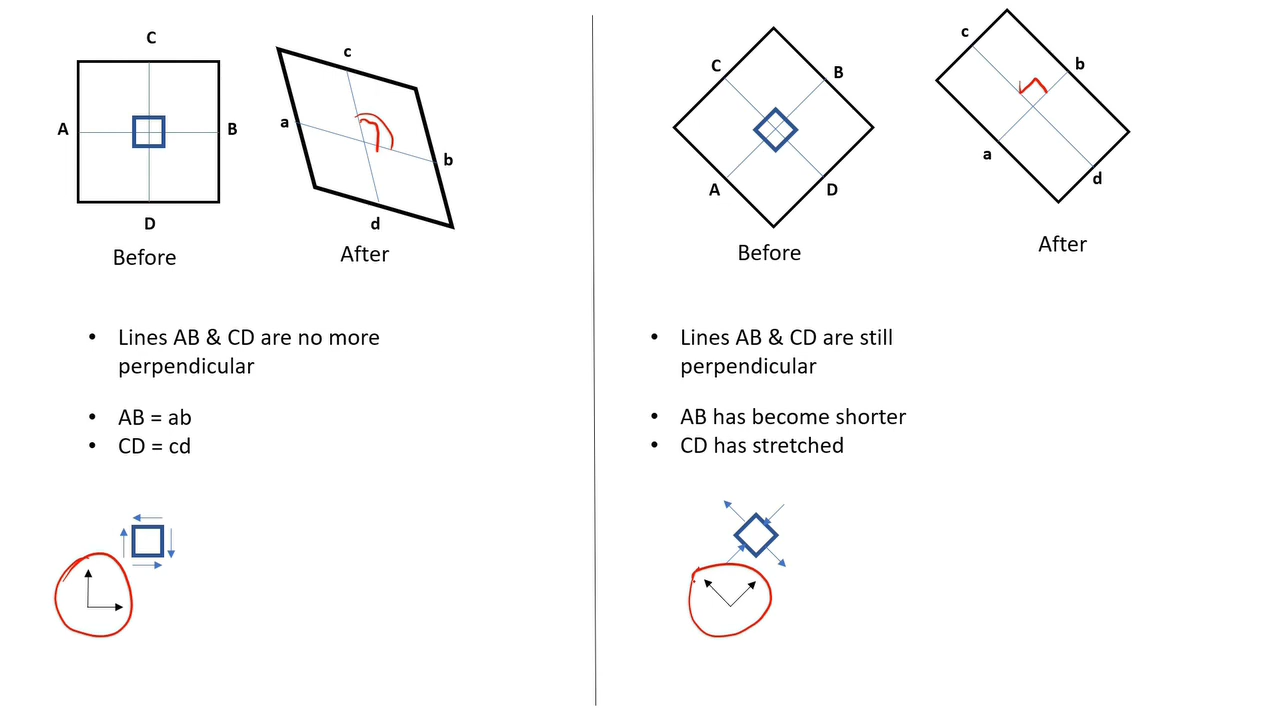 C
A
B
D
Before
c
a
b
d
After
Lines AB & CD are no more
perpendicular
AB = ab
CD = cd
C
B
A
D
Before
c
b
a
d
After
Lines AB & CD are still
perpendicular
AB has become shorter
CD has stretched